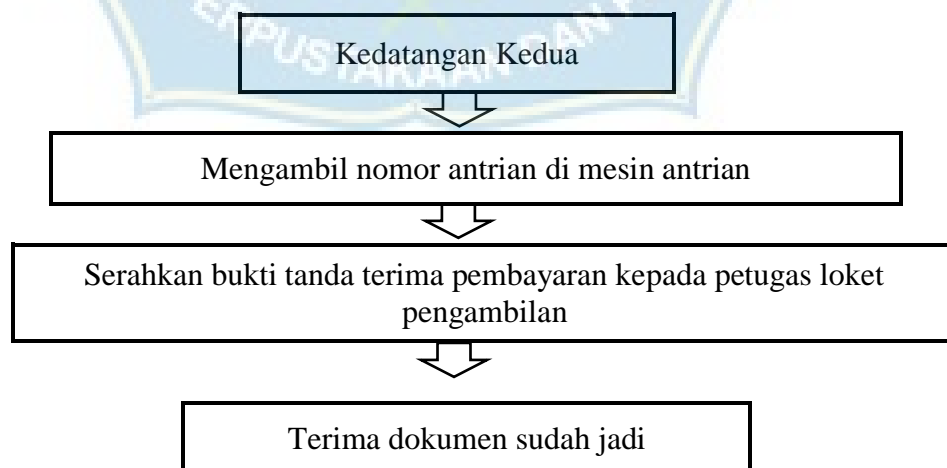 Kedatangan Kedua
Mengambil nomor antrian di mesin antrian
Serahkan bukti tanda terima pembayaran kepada petugas loket
pengambilan
Terima dokumen sudah jadi